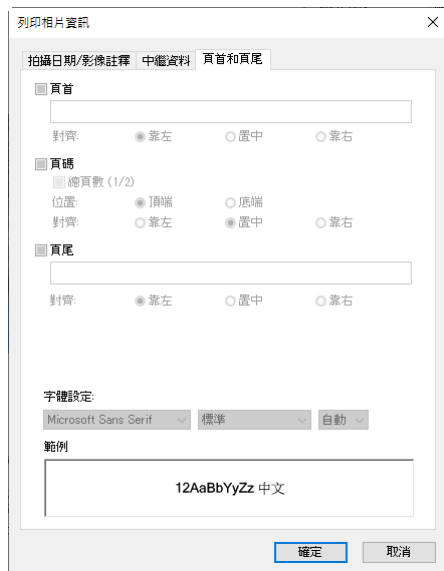 列印相片資訊
拍攝日期/影像註釋 中繼資料 頁首和頁尾
頁首
對齊: 靠左 置中 靠右
頁碼
總頁數 (1/2)
位置: 頂端 底端
對齊: 靠左 置中 靠右
頁尾
對齊: 靠左 置中 靠右
字體設定:
Microsoft Sans Serif 標準 自動
範例
12AaBbYyZz 中文
確定 取消